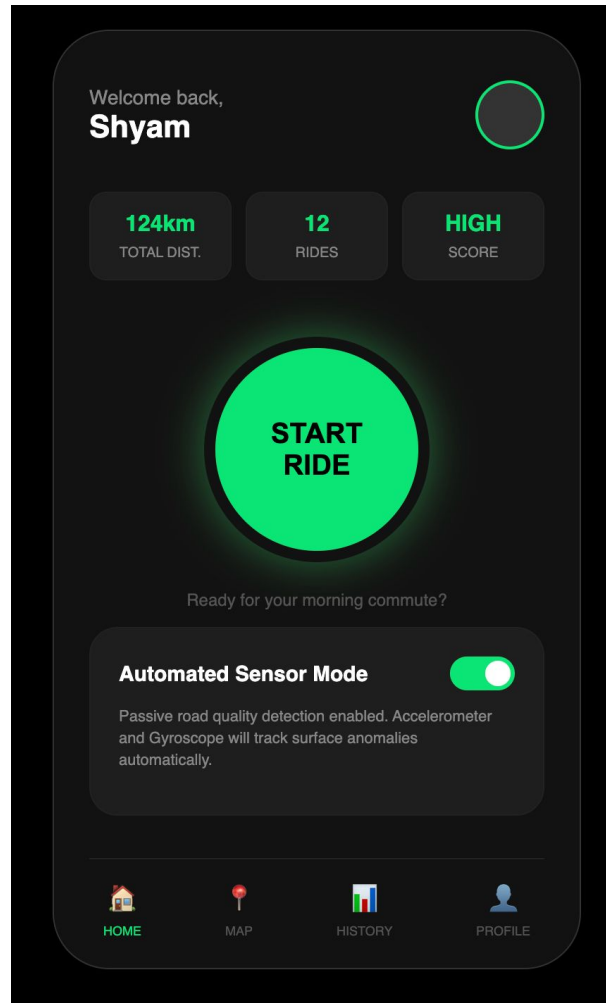 Welcome back,
Shyam
124km
TOTAL DIST.
12
RIDES
HIGH
SCORE
START
RIDE
Ready for your morning commute?
Automated Sensor Mode
Passive road quality detection enabled. Accelerometer
and Gyroscope will track surface anomalies
automatically.
HOME
MAP
HISTORY
PROFILE